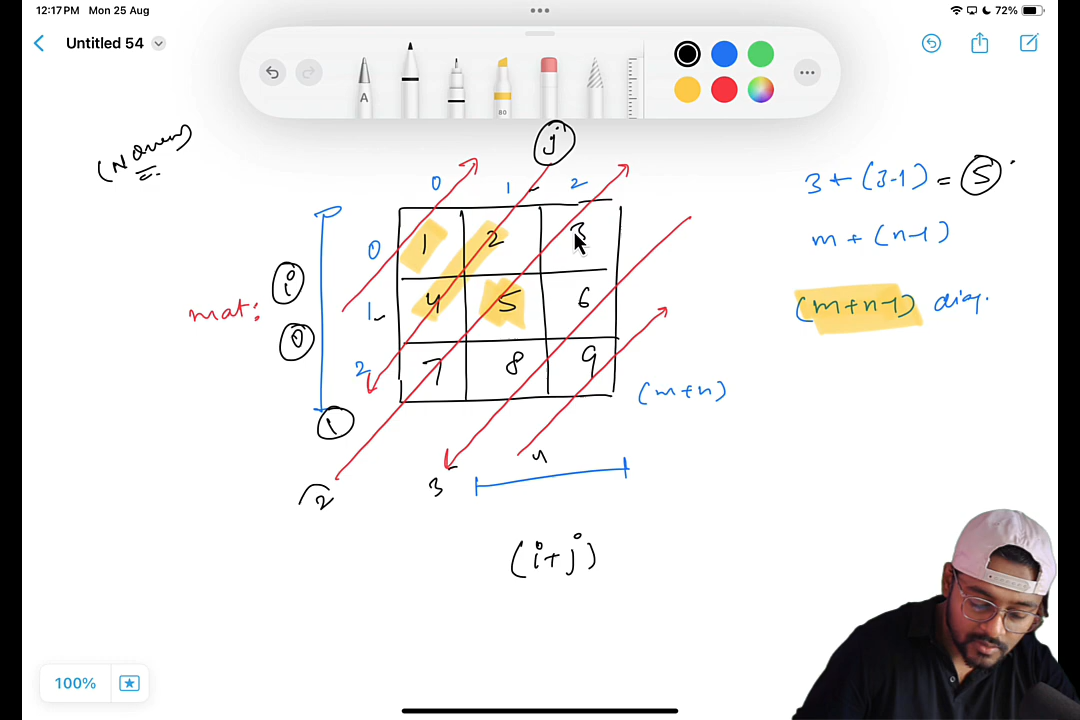 12:17 PM Mon 25 Aug
72%
Untitled 54
A
80
j
0 1 2
3 + (3-1) = 5
m + (n-1)
(m+n-1) diag.
mat:
i
0
0 1 2 3
1 4 5 6
2 7 8 9
(m+n)
1
2
3
4
(i+j)
100%